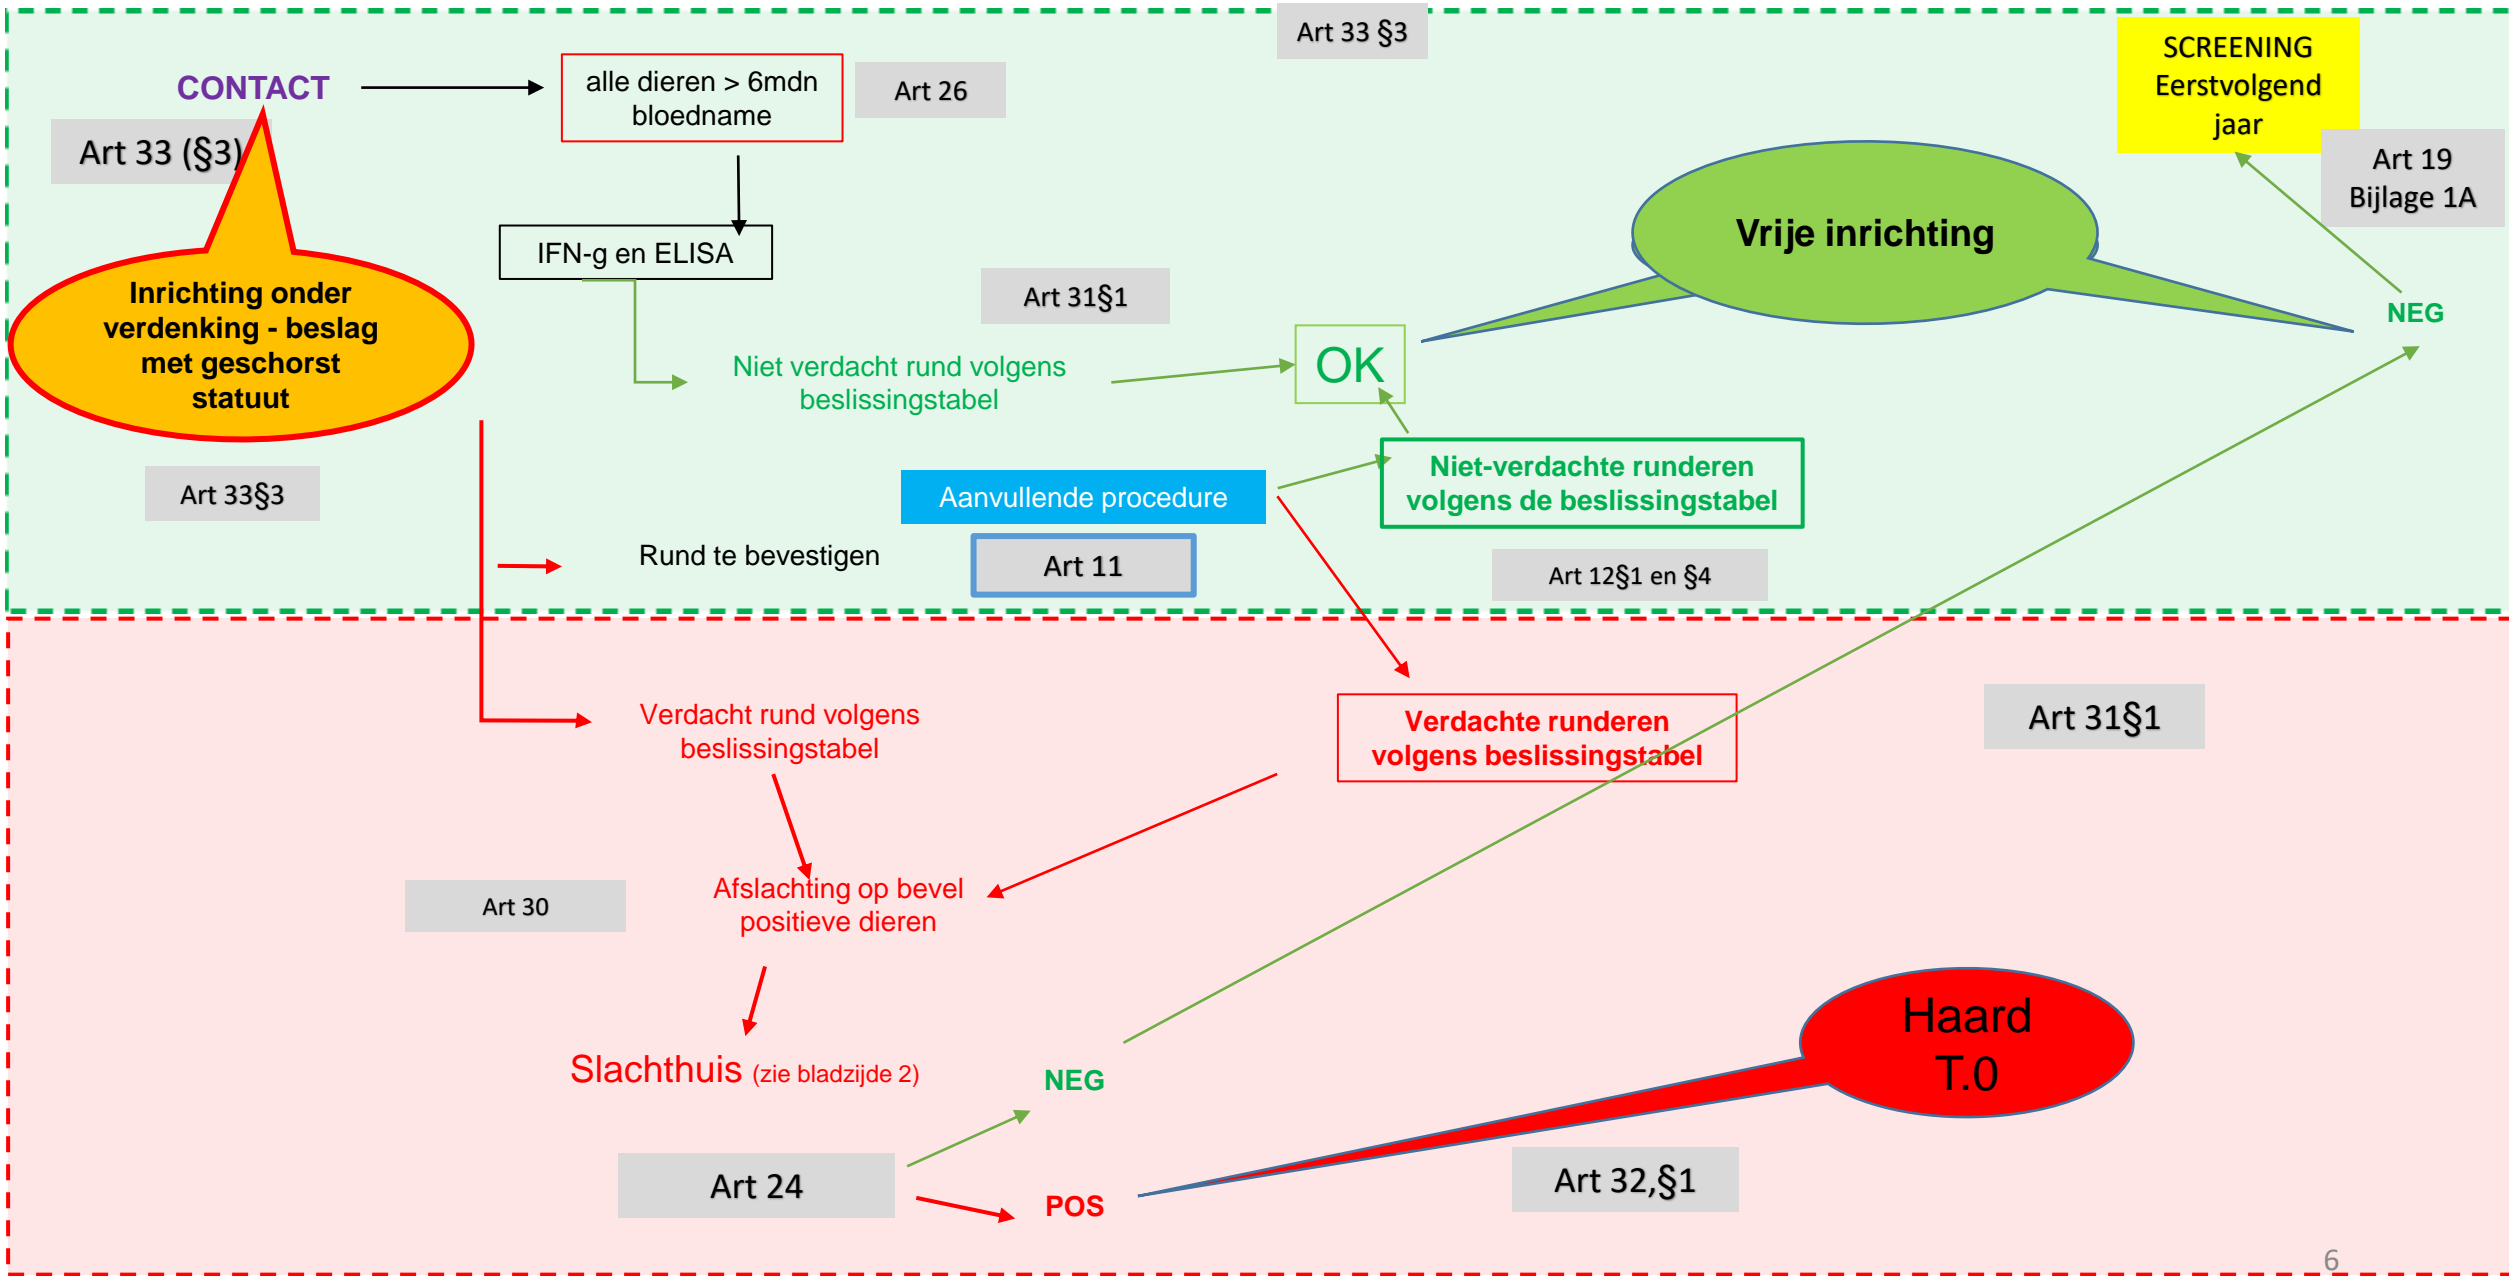 Art 33 §3
SCREENING
Eerstvolgend
jaar
CONTACT
alle dieren > 6mdn
bloedname
Art 26
Art 33 (§3)
Art 19
Bijlage 1A
IFN-g en ELISA
Vrije inrichting
Inrichting onder
verdenking - beslag
met geschorst
statuut
Art 31§1
NEG
Niet verdacht rund volgens
beslissingstabel
OK
Art 33§3
Aanvullende procedure
Niet-verdachte runderen
volgens de beslissingstabel
Rund te bevestigen
Art 11
Art 12§1 en §4
Verdacht rund volgens
beslissingstabel
Verdachte runderen
volgens beslissingstabel
Art 31§1
Art 30
Afslachting op bevel
positieve dieren
Slachthuis (zie bladzijde 2)
NEG
Haard
T.0
Art 24
POS
Art 32,§1
6